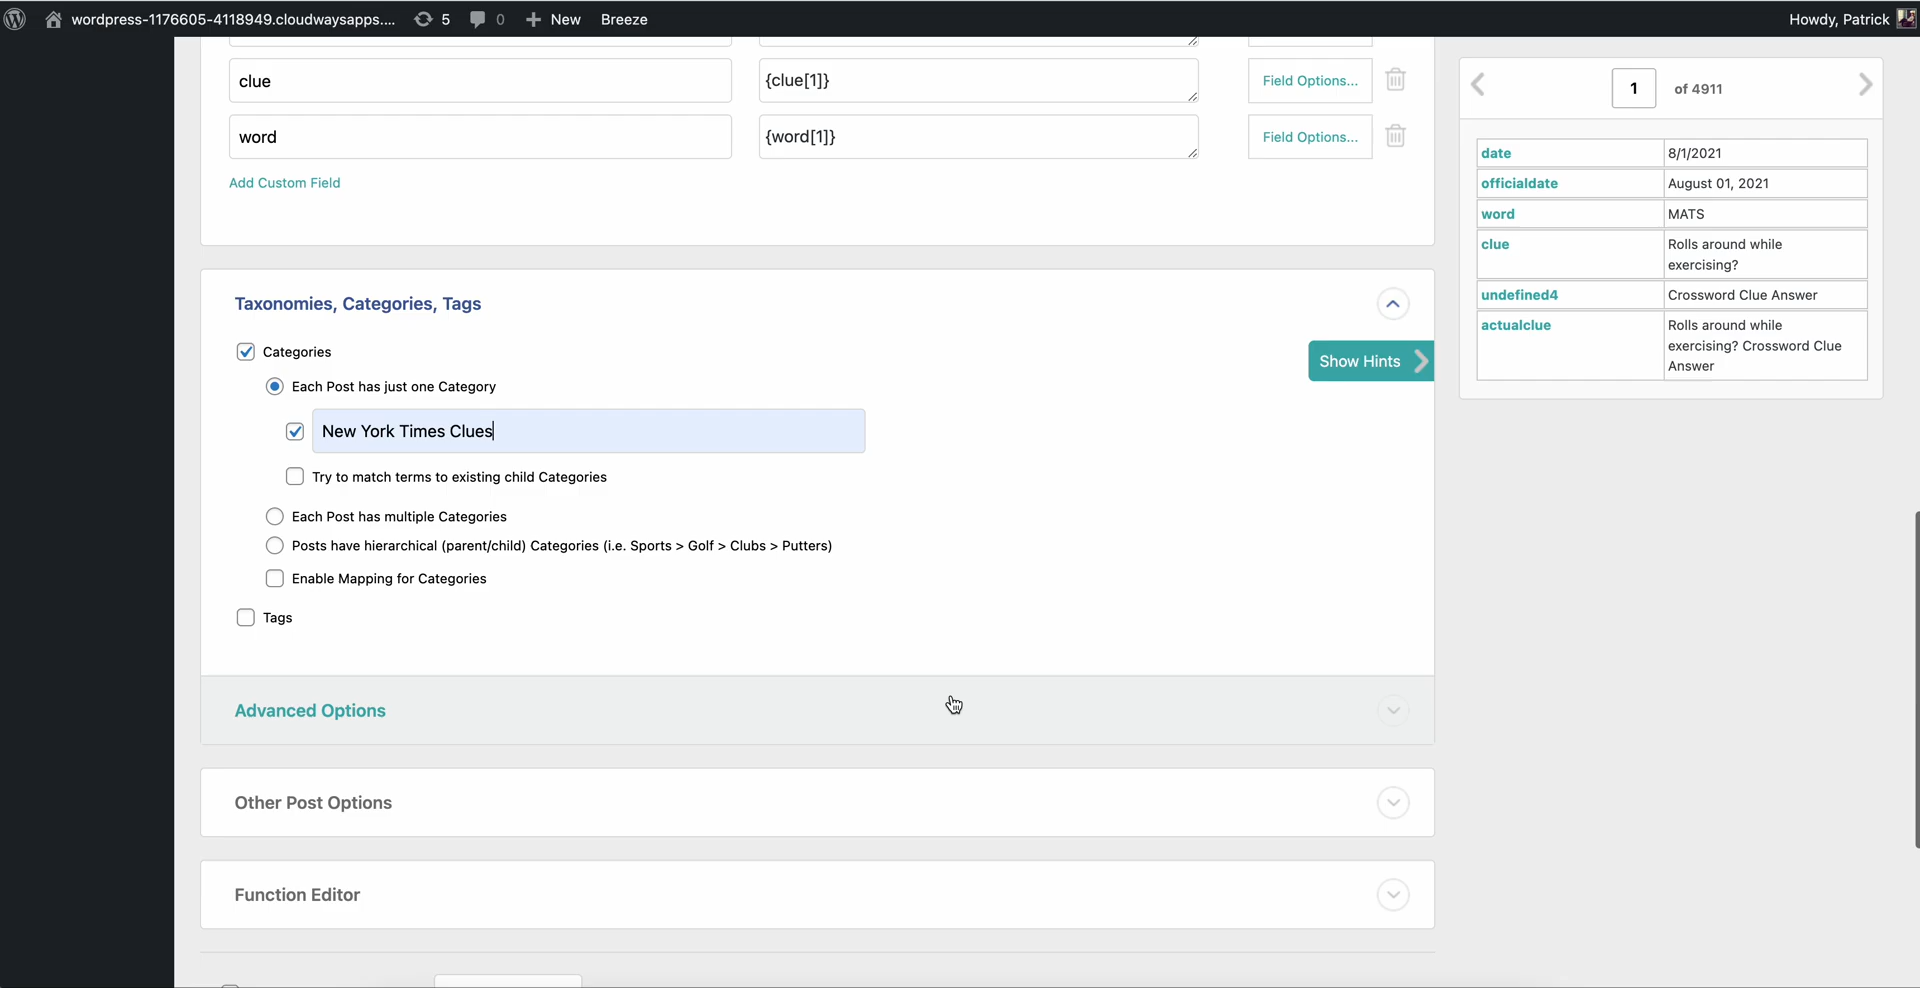 wordpress-1176605-4118949.cloudwaysapps.... 5 0 New Breeze Howdy, Patrick
clue {clue[1]} Field Options...
word {word[1]} Field Options...
Add Custom Field
Taxonomies, Categories, Tags
Categories
Show Hints
Each Post has just one Category
New York Times Clues
Try to match terms to existing child Categories
Each Post has multiple Categories
Posts have hierarchical (parent/child) Categories (i.e. Sports > Golf > Clubs > Putters)
Enable Mapping for Categories
Tags
Advanced Options
Other Post Options
Function Editor
1 of 4911
date 8/1/2021
officialdate August 01, 2021
word MATS
clue Rolls around while
exercising?
undefined4 Crossword Clue Answer
actualclue Rolls around while
exercising? Crossword Clue
Answer